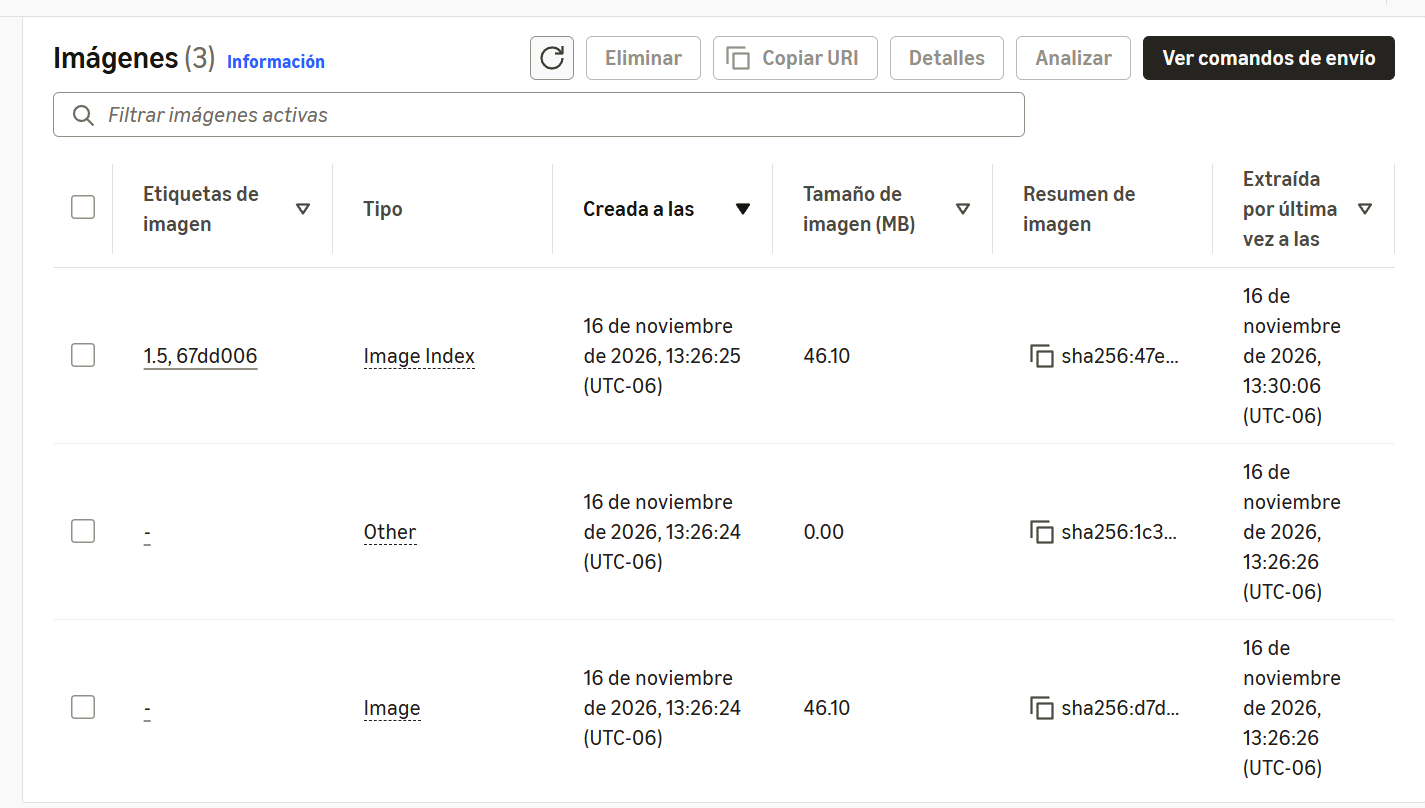 Imágenes (3) Información
Eliminar
Copiar URI
Detalles
Analizar
Ver comandos de envío
Filtrar imágenes activas
Etiquetas de
imagen
Tipo
Creada a las
Tamaño de
imagen (MB)
Resumen de
imagen
Extraída
por última
vez a las
1.5, 67dd006
Image Index
16 de noviembre
de 2026, 13:26:25
(UTC-06)
46.10
sha256:47e...
16 de
noviembre
de 2026,
13:30:06
(UTC-06)
-
Other
16 de noviembre
de 2026, 13:26:24
(UTC-06)
0.00
sha256:1c3...
16 de
noviembre
de 2026,
13:26:26
(UTC-06)
-
Image
16 de noviembre
de 2026, 13:26:24
(UTC-06)
46.10
sha256:d7d...
16 de
noviembre
de 2026,
13:26:26
(UTC-06)